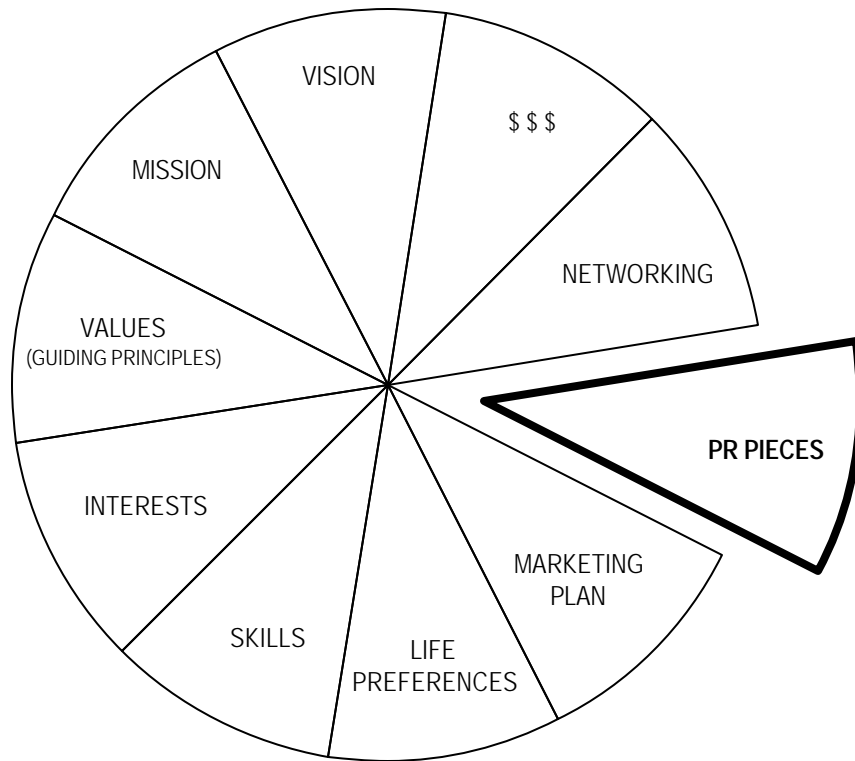 VISION
$ $ $
MISSION
NETWORKING
VALUES
(GUIDING PRINCIPLES)
PR PIECES
INTERESTS
MARKETING
PLAN
SKILLS
LIFE
PREFERENCES